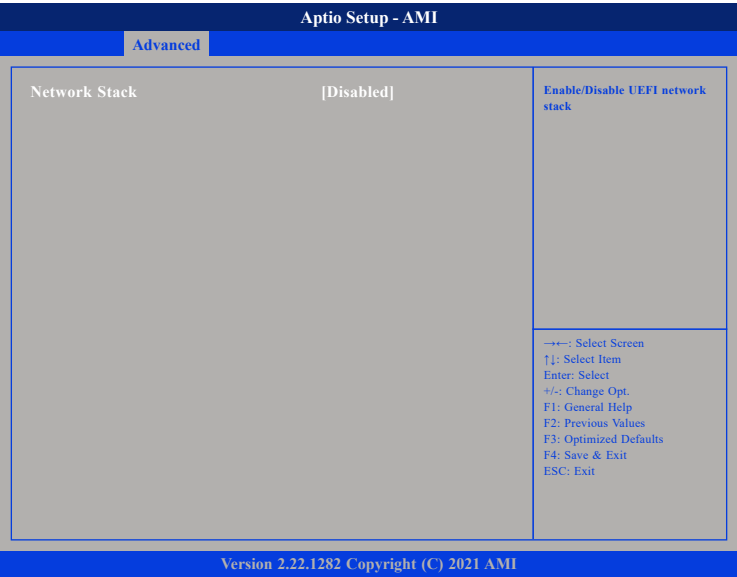 Aptio Setup - AMI
Advanced
Network Stack [Disabled]
Enable/Disable UEFI network
stack
→←: Select Screen
↑↓: Select Item
Enter: Select
+/-: Change Opt.
F1: General Help
F2: Previous Values
F3: Optimized Defaults
F4: Save & Exit
ESC: Exit
Version 2.22.1282 Copyright (C) 2021 AMI